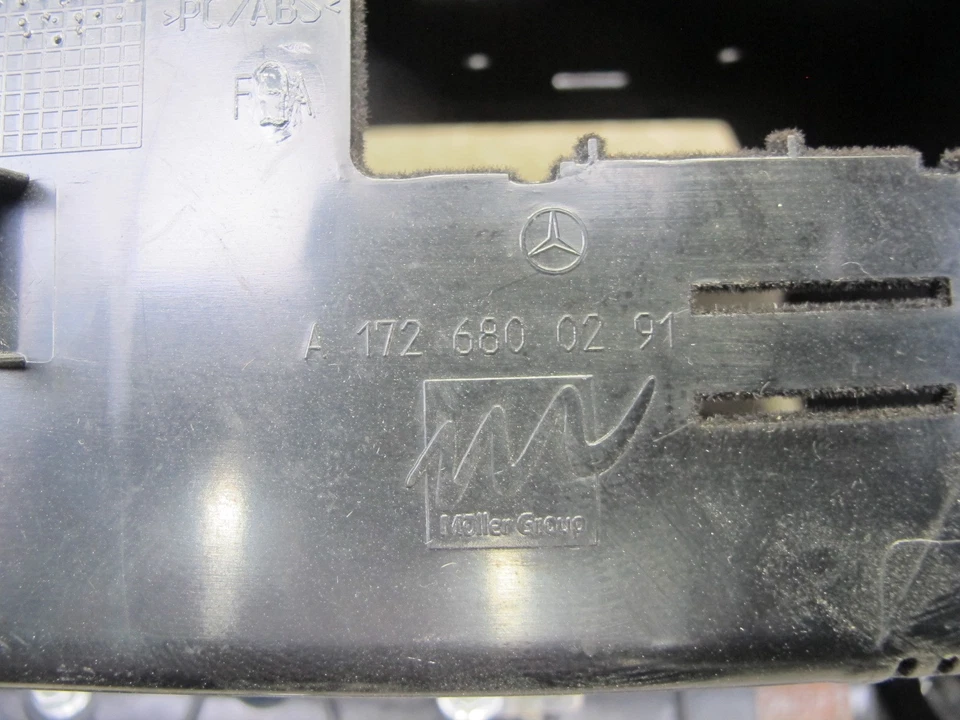 >PC/ABS<
A 172 680 02 91
Möller Group